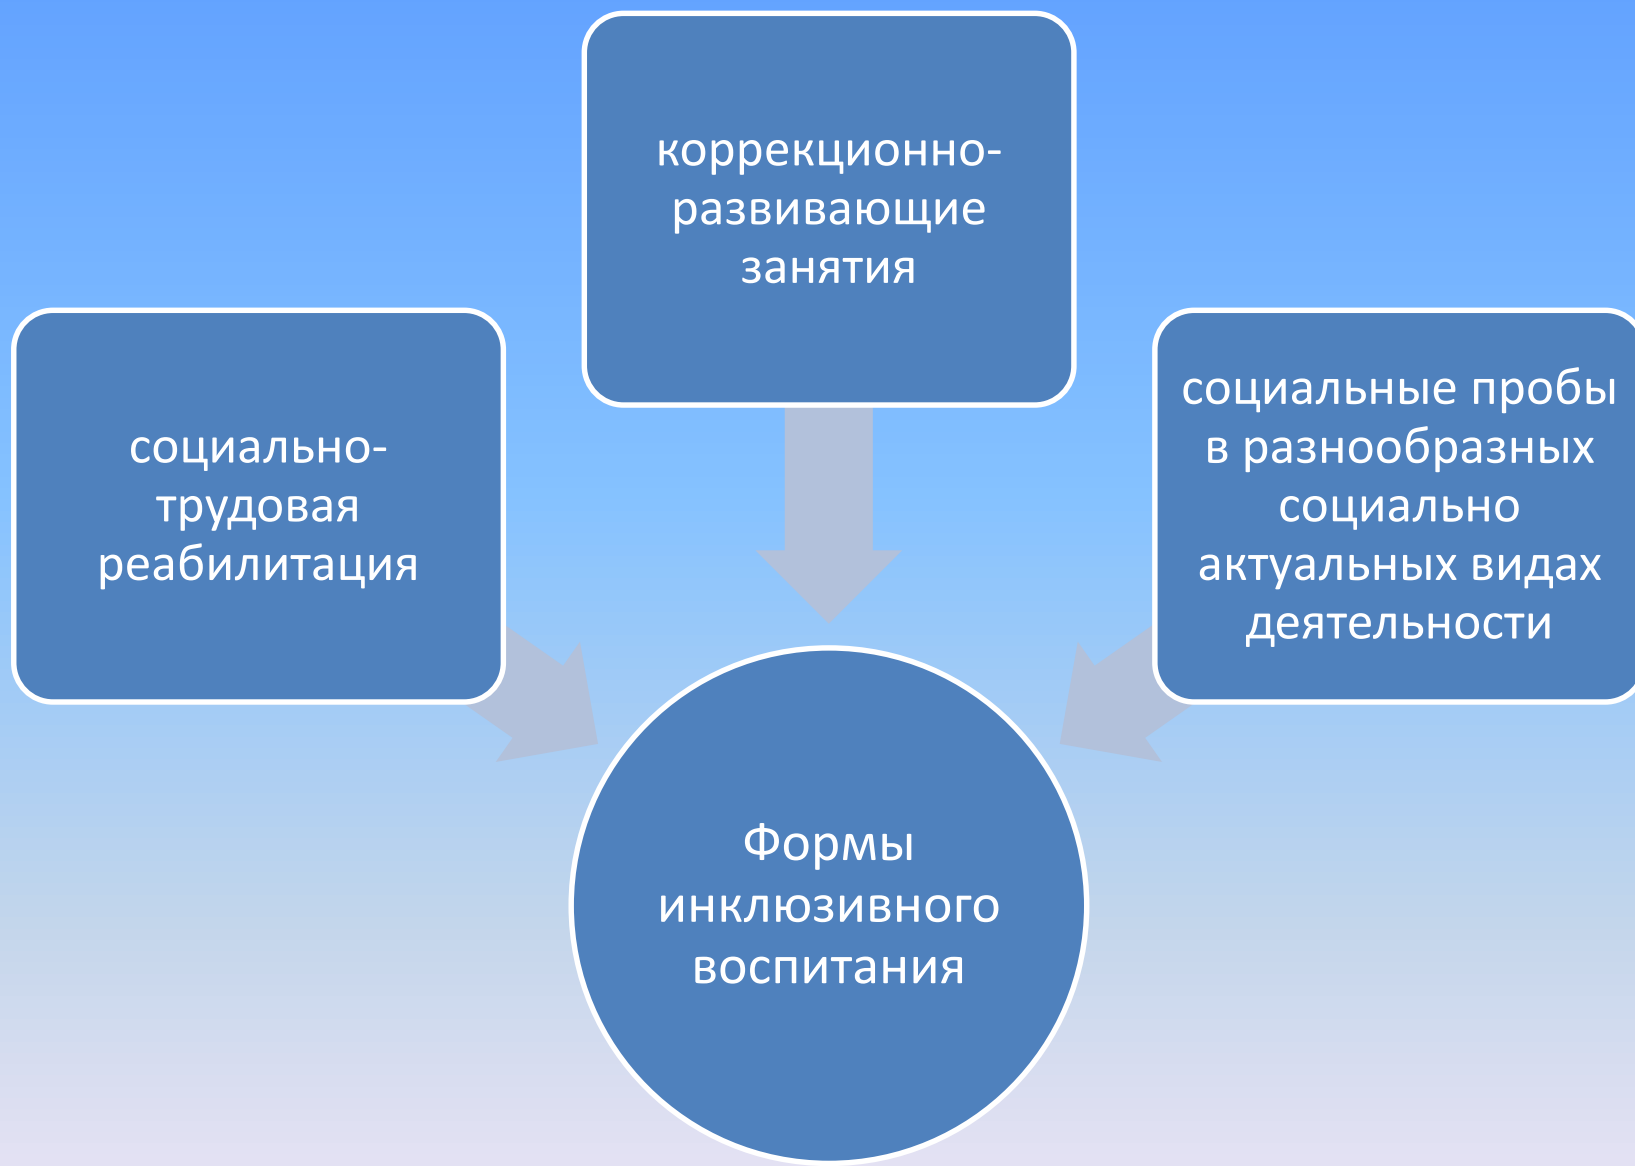 коррекционно-
развивающие
занятия
социально-
трудовая
реабилитация
социальные пробы
в разнообразных
социально
актуальных видах
деятельности
Формы
инклюзивного
воспитания